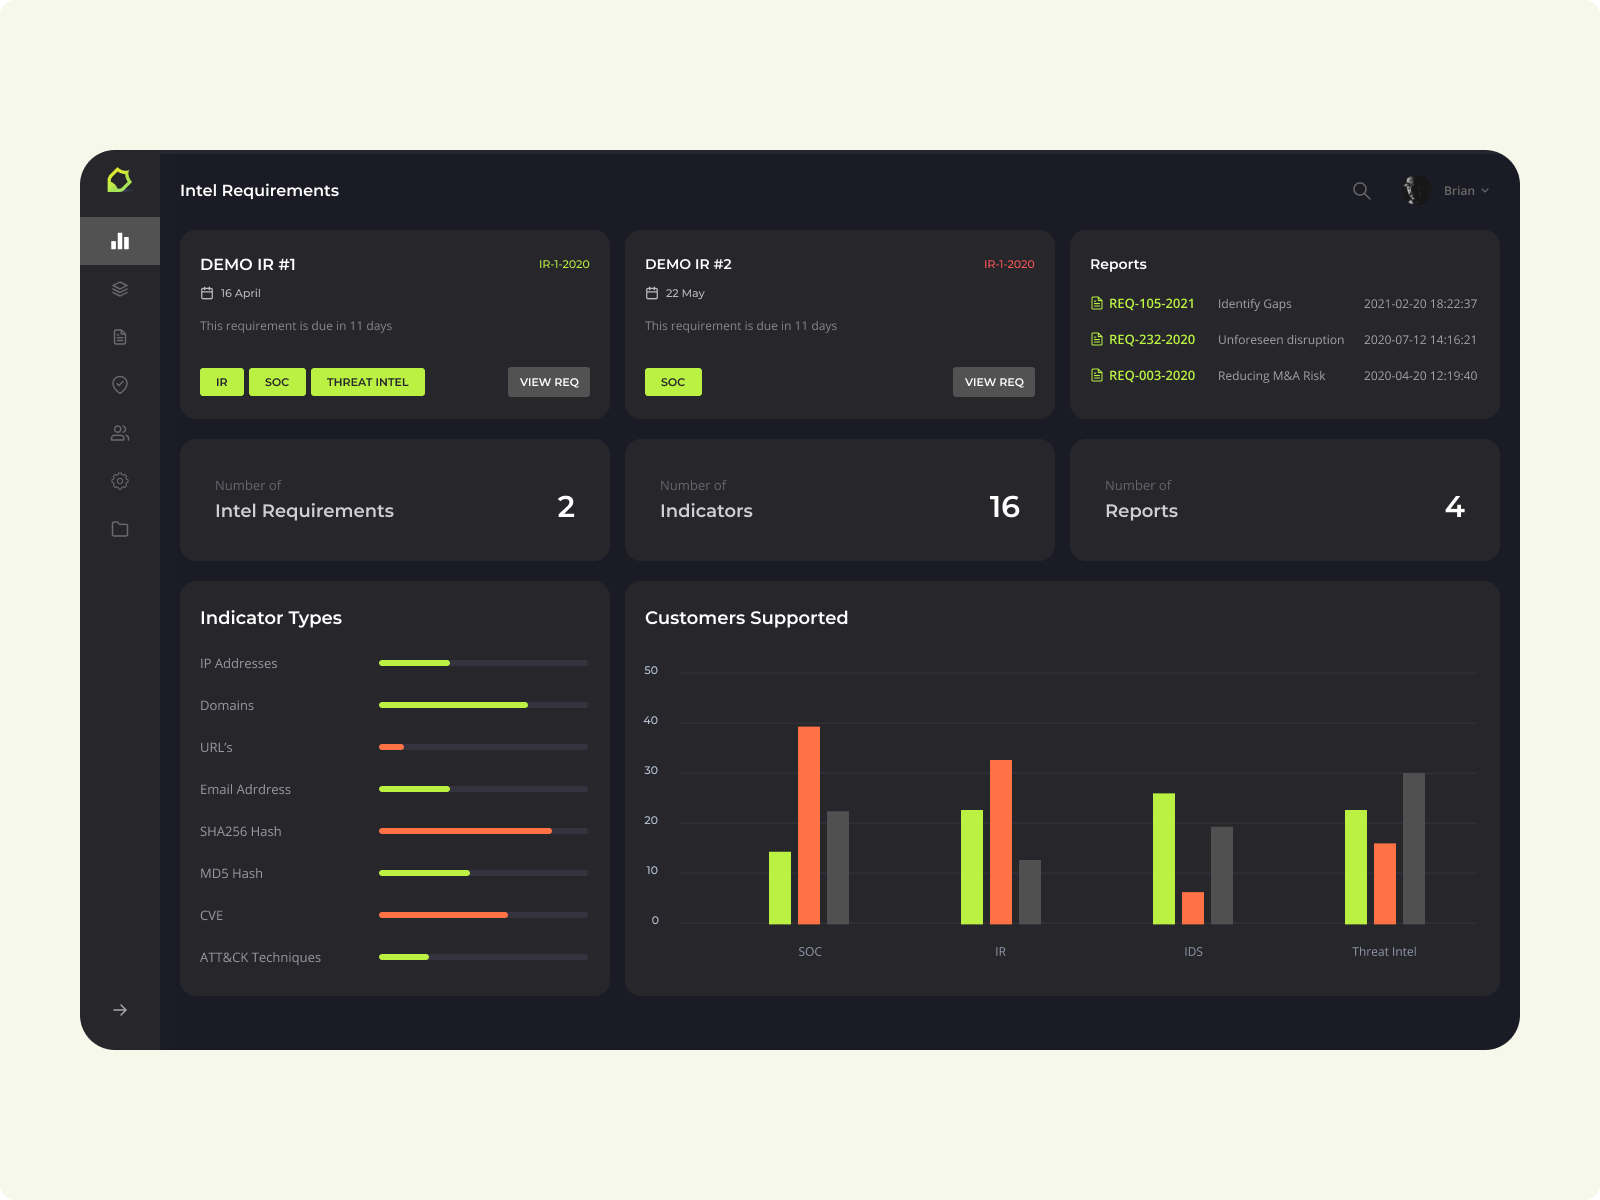 Intel Requirements
Brian
DEMO IR #1
IR-1-2020
16 April
This requirement is due in 11 days
IR
SOC
THREAT INTEL
VIEW REQ
DEMO IR #2
IR-1-2020
22 May
This requirement is due in 11 days
SOC
VIEW REQ
Reports
REQ-105-2021 Identify Gaps 2021-02-20 18:22:37
REQ-232-2020 Unforeseen disruption 2020-07-12 14:16:21
REQ-003-2020 Reducing M&A Risk 2020-04-20 12:19:40
Number of
Intel Requirements
2
Number of
Indicators
16
Number of
Reports
4
Indicator Types
IP Addresses
Domains
URL's
Email Adrdress
SHA256 Hash
MD5 Hash
CVE
ATT&CK Techniques
Customers Supported
50
40
30
20
10
0
SOC
IR
IDS
Threat Intel